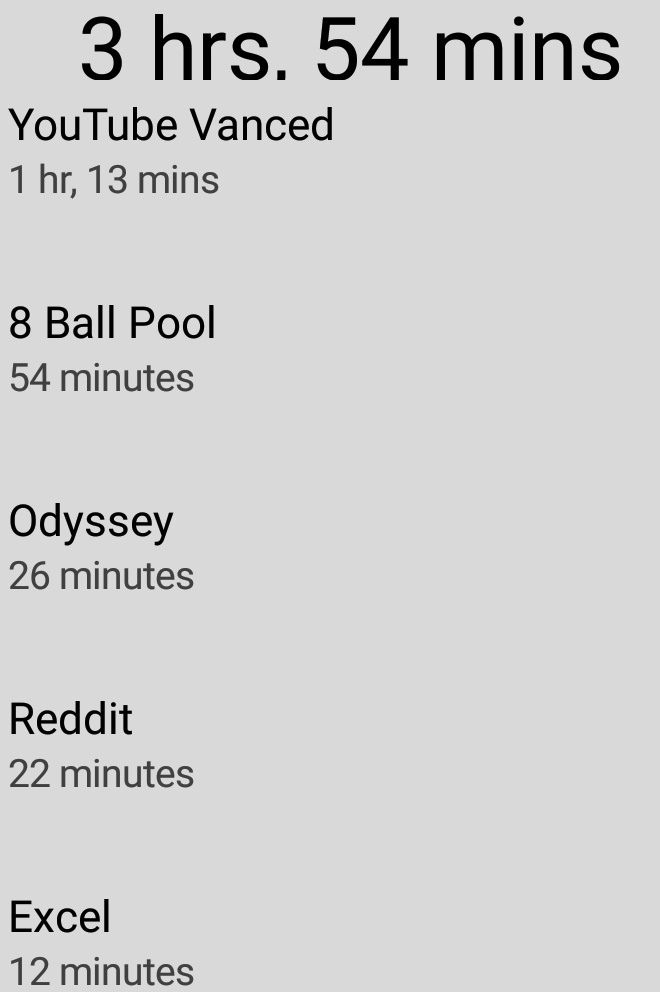 3 hrs. 54 mins
YouTube Vanced
1 hr, 13 mins
8 Ball Pool
54 minutes
Odyssey
26 minutes
Reddit
22 minutes
Excel
12 minutes